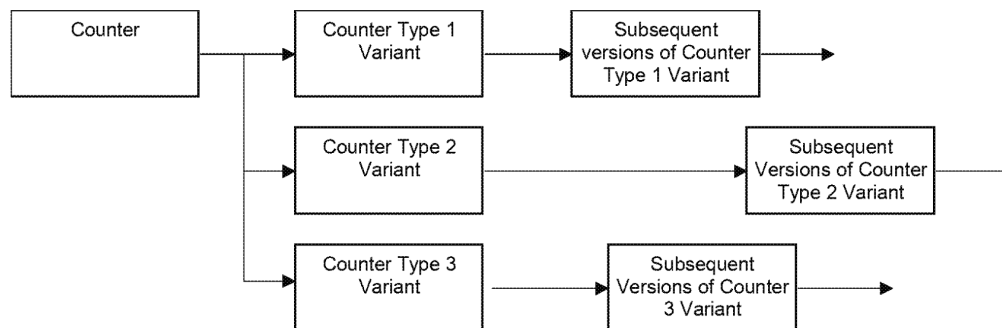 Counter
Counter Type 1
Variant
Subsequent
versions of Counter
Type 1 Variant
Counter Type 2
Variant
Subsequent
Versions of Counter
Type 2 Variant
Counter Type 3
Variant
Subsequent
Versions of Counter
3 Variant